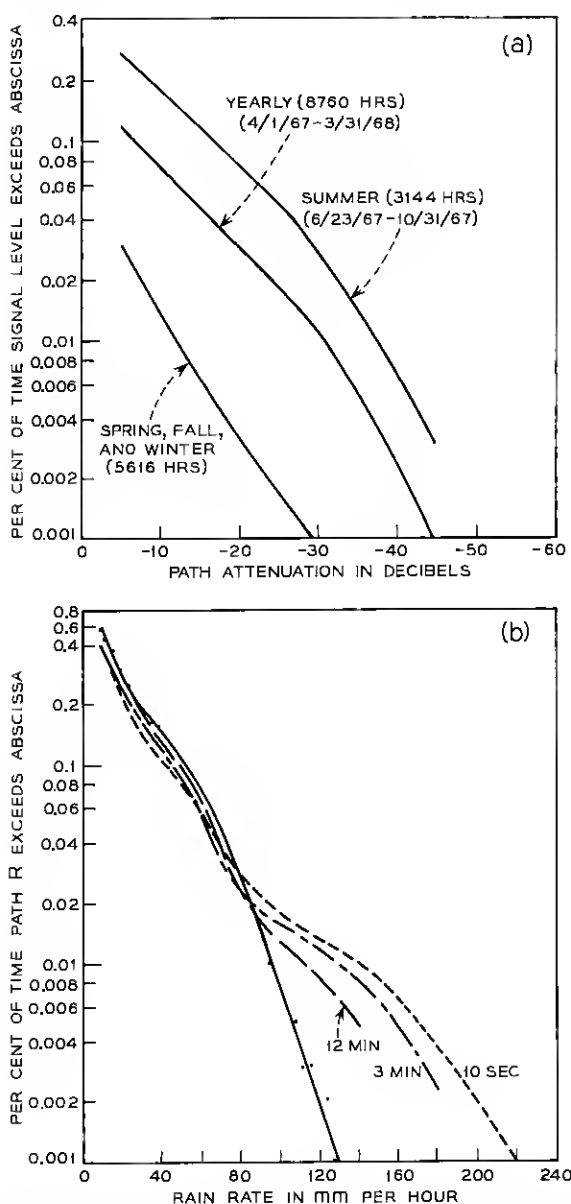 (a)
PER CENT OF TIME SIGNAL LEVEL EXCEEDS ABSCISSA
0.4
0.2
0.1
0.08
0.06
0.04
0.02
0.01
0.008
0.006
0.004
0.002
0.001
YEARLY (8760 HRS)
(4/1/67-3/31/68)
SUMMER (3144 HRS)
(6/23/67-10/31/67)
SPRING, FALL,
AND WINTER
(5616 HRS)
0 -10 -20 -30 -40 -50 -60
PATH ATTENUATION IN DECIBELS
(b)
PER CENT OF TIME PATH R EXCEEDS ABSCISSA
0.8
0.6
0.4
0.2
0.1
0.08
0.06
0.04
0.02
0.01
0.008
0.006
0.004
0.002
0.001
12 MIN
3 MIN
10 SEC
0 40 80 120 160 200 240
RAIN RATE IN mm PER HOUR